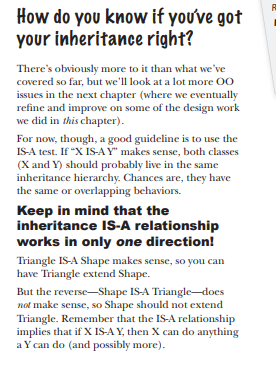 How do you know if you've got
your inheritance right?
There's obviously more to it than what we've
covered so far, but we'll look at a lot more OO
issues in the next chapter (where we eventually
refine and improve on some of the design work
we did in this chapter).
For now, though, a good guideline is to use the
IS-A test. If "X IS-A Y" makes sense, both classes
(X and Y) should probably live in the same
inheritance hierarchy. Chances are, they have
the same or overlapping behaviors.
Keep in mind that the
inheritance IS-A relationship
works in only one direction!
Triangle IS-A Shape makes sense, so you can
have Triangle extend Shape.
But the reverse—Shape IS-A Triangle—does
not make sense, so Shape should not extend
Triangle. Remember that the IS-A relationship
implies that if X IS-A Y, then X can do anything
a Y can do (and possibly more).